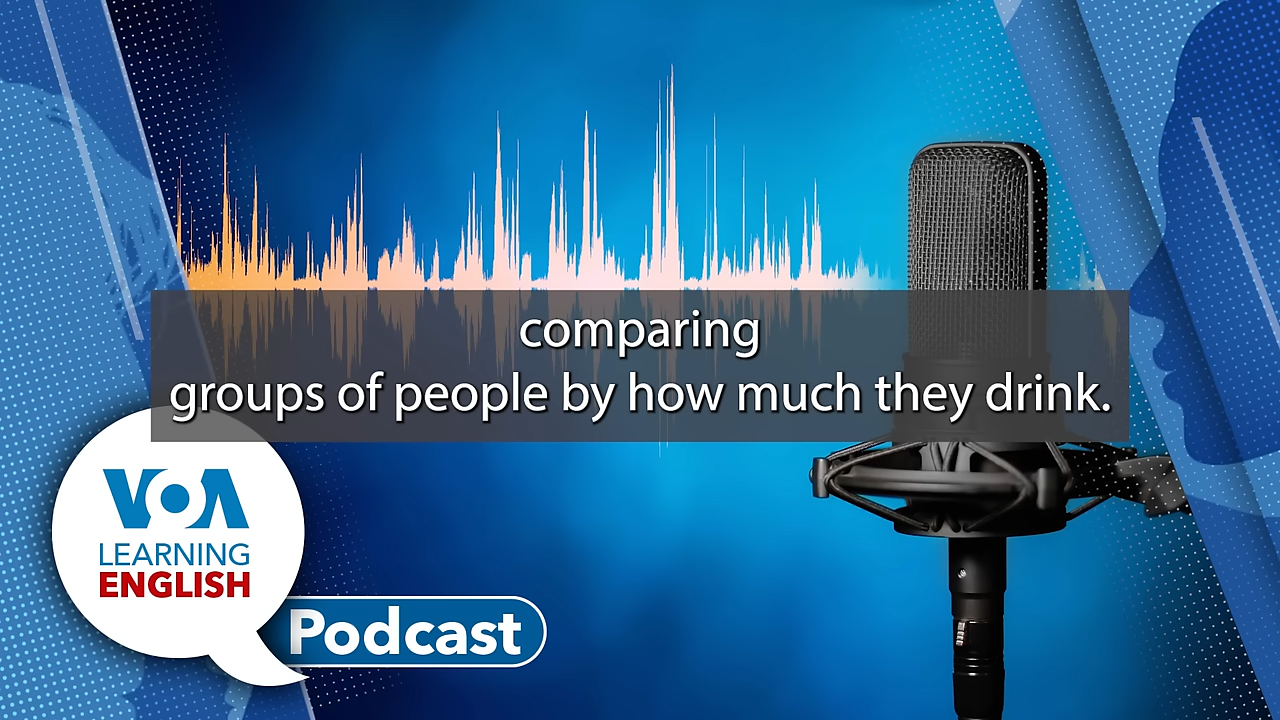 comparing
groups of people by how much they drink.
VOA
LEARNING
ENGLISH
Podcast